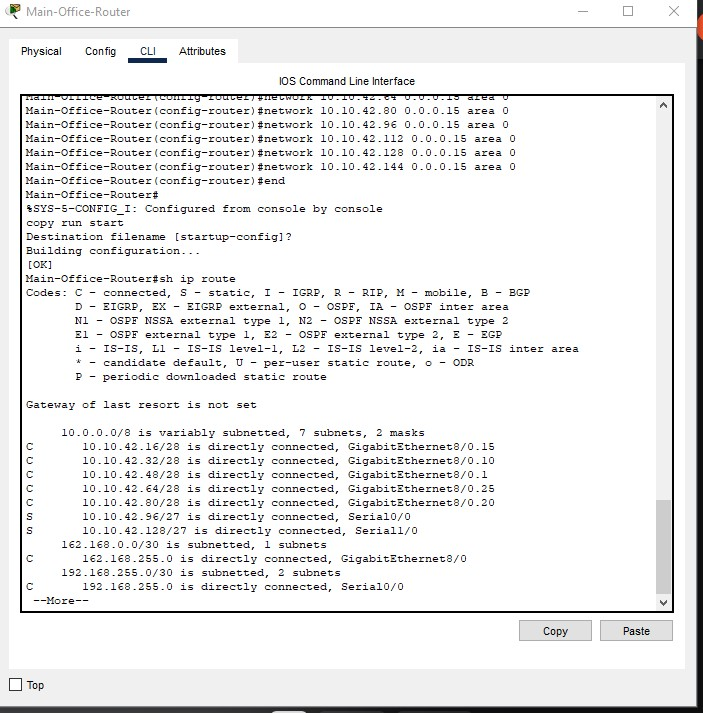 Main-Office-Router
Physical Config CLI Attributes
IOS Command Line Interface
Main-Office-Router(config-router)#network 10.10.42.64 0.0.0.15 area 0
Main-Office-Router(config-router)#network 10.10.42.80 0.0.0.15 area 0
Main-Office-Router(config-router)#network 10.10.42.96 0.0.0.15 area 0
Main-Office-Router(config-router)#network 10.10.42.112 0.0.0.15 area 0
Main-Office-Router(config-router)#network 10.10.42.128 0.0.0.15 area 0
Main-Office-Router(config-router)#network 10.10.42.144 0.0.0.15 area 0
Main-Office-Router(config-router)#end
Main-Office-Router#
%SYS-5-CONFIG_I: Configured from console by console
copy run start
Destination filename [startup-config]?
Building configuration...
[OK]
Main-Office-Router#sh ip route
Codes: C - connected, S - static, I - IGRP, R - RIP, M - mobile, B - BGP
D - EIGRP, EX - EIGRP external, O - OSPF, IA - OSPF inter area
N1 - OSPF NSSA external type 1, N2 - OSPF NSSA external type 2
E1 - OSPF external type 1, E2 - OSPF external type 2, E - EGP
i - IS-IS, L1 - IS-IS level-1, L2 - IS-IS level-2, ia - IS-IS inter area
* - candidate default, U - per-user static route, o - ODR
P - periodic downloaded static route
Gateway of last resort is not set
10.0.0.0/8 is variably subnetted, 7 subnets, 2 masks
C 10.10.42.16/28 is directly connected, GigabitEthernet8/0.15
C 10.10.42.32/28 is directly connected, GigabitEthernet8/0.10
C 10.10.42.48/28 is directly connected, GigabitEthernet8/0.1
C 10.10.42.64/28 is directly connected, GigabitEthernet8/0.25
C 10.10.42.80/28 is directly connected, GigabitEthernet8/0.20
S 10.10.42.96/27 is directly connected, Serial0/0
S 10.10.42.128/27 is directly connected, Serial1/0
162.168.0.0/30 is subnetted, 1 subnets
C 162.168.255.0 is directly connected, GigabitEthernet8/0
192.168.255.0/30 is subnetted, 2 subnets
C 192.168.255.0 is directly connected, Serial0/0
--More--
Copy Paste
Top